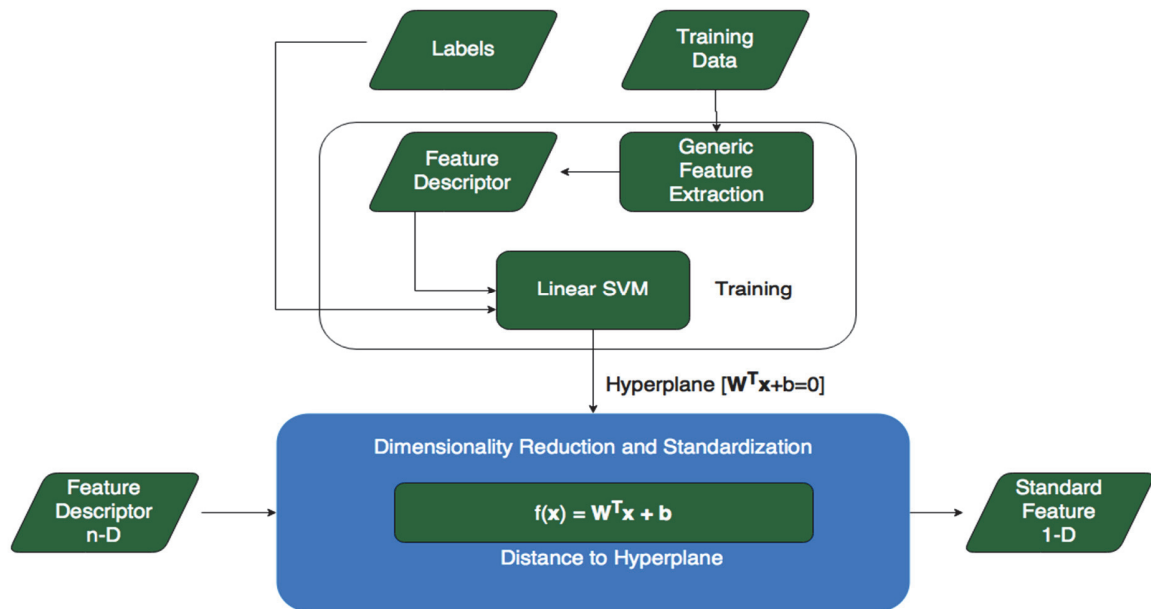 Labels
Training
Data
Feature
Descriptor
Generic
Feature
Extraction
Linear SVM
Training
Hyperplane [Wᵀx+b=0]
Dimensionality Reduction and Standardization
Feature
Descriptor
n-D
f(x) = Wᵀx + b
Distance to Hyperplane
Standard
Feature
1-D